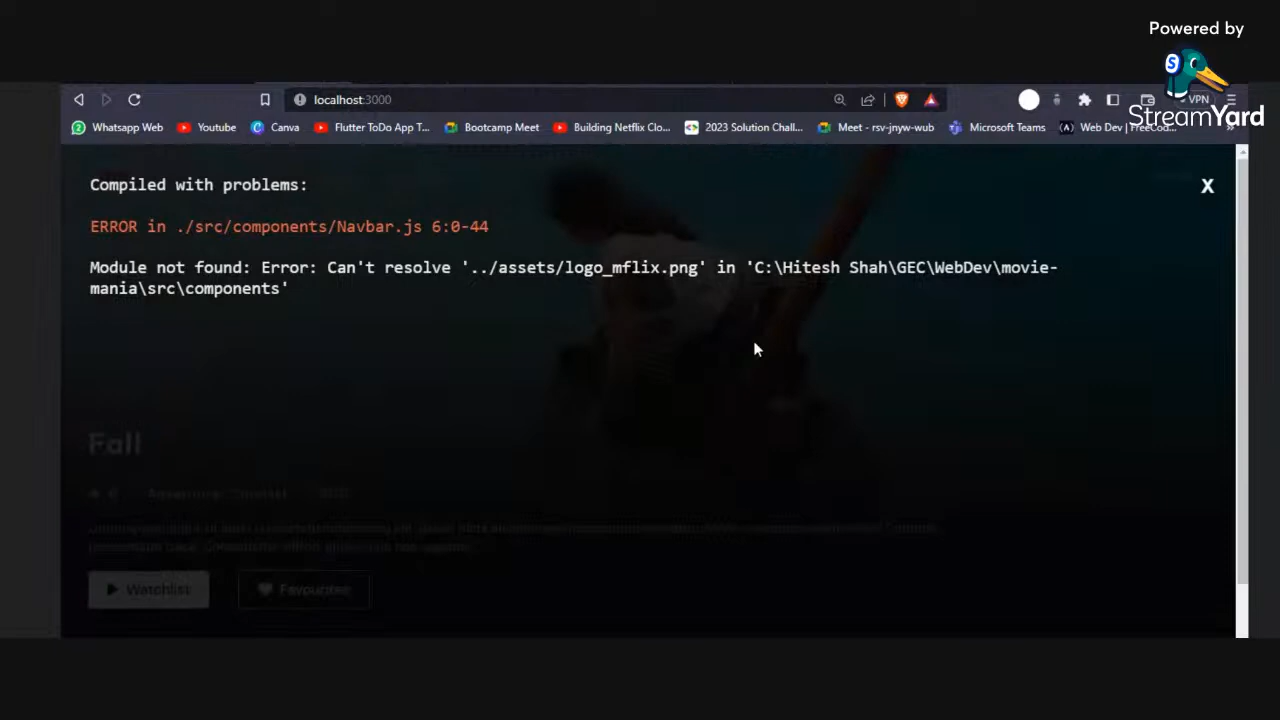 Powered by
StreamYard
localhost:3000
VPN
Whatsapp Web
Youtube
Canva
Flutter ToDo App T...
Bootcamp Meet
Building Netflix Clo...
2023 Solution Chall...
Meet - rsv-jnyw-wub
Microsoft Teams
Web Dev | FreeCod...
Compiled with problems:
X
ERROR in ./src/components/Navbar.js 6:0-44
Module not found: Error: Can't resolve '../assets/logo_mflix.png' in 'C:\Hitesh Shah\GEC\WebDev\movie-
mania\src\components'
Fall
Watchlist
Favourites